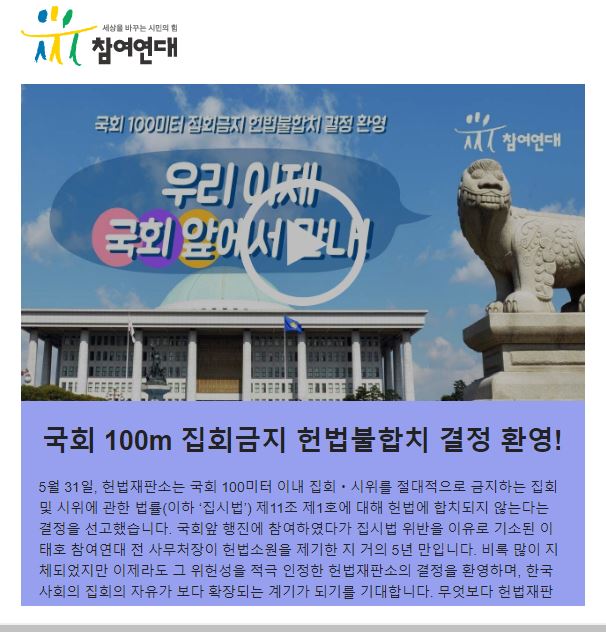 세상을 바꾸는 시민의 힘
참여연대
국회 100미터 집회금지 헌법불합치 결정 환영
참여연대
우리 이제
국회 앞에서 만나!
국회 100m 집회금지 헌법불합치 결정 환영!
5월 31일, 헌법재판소는 국회 100미터 이내 집회・시위를 절대적으로 금지하는 집회
및 시위에 관한 법률(이하 ‘집시법’) 제11조 제1호에 대해 헌법에 합치되지 않는다는
결정을 선고했습니다. 국회앞 행진에 참여하였다가 집시법 위반을 이유로 기소된 이
태호 참여연대 전 사무처장이 헌법소원을 제기한 지 거의 5년 만입니다. 비록 많이 지
체되었지만 이제라도 그 위헌성을 적극 인정한 헌법재판소의 결정을 환영하며, 한국
사회의 집회의 자유가 보다 확장되는 계기가 되기를 기대합니다. 무엇보다 헌법재판